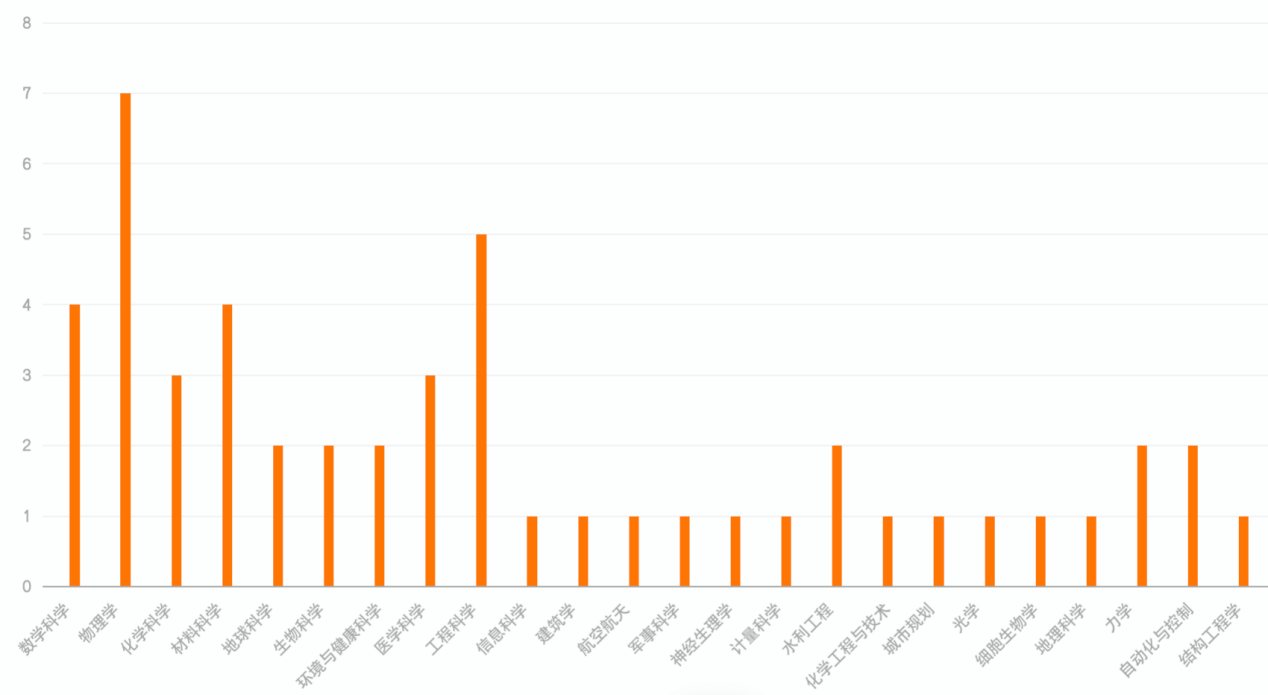 8
7
6
5
4
3
2
1
0
数学科学
物理学
化学科学
材料科学
地球科学
生物科学
环境与健康科学
医学科学
工程科学
信息科学
建筑学
航空航天
军事科学
神经生理学
计量科学
水利工程
化学工程与技术
城市规划
光学
细胞生物学
地理科学
力学
自动化与控制
结构工程学